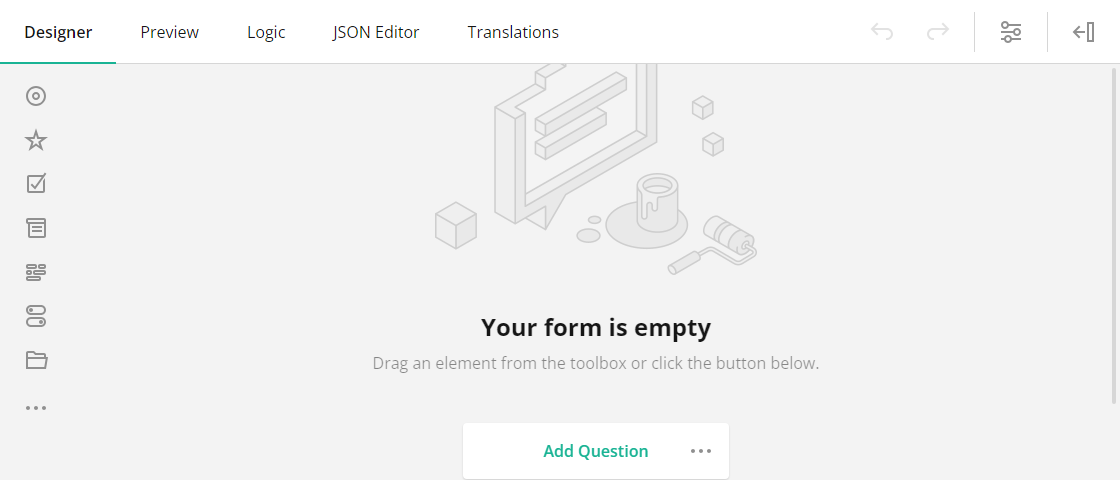 Designer Preview Logic JSON Editor Translations
Your form is empty
Drag an element from the toolbox or click the button below.
Add Question